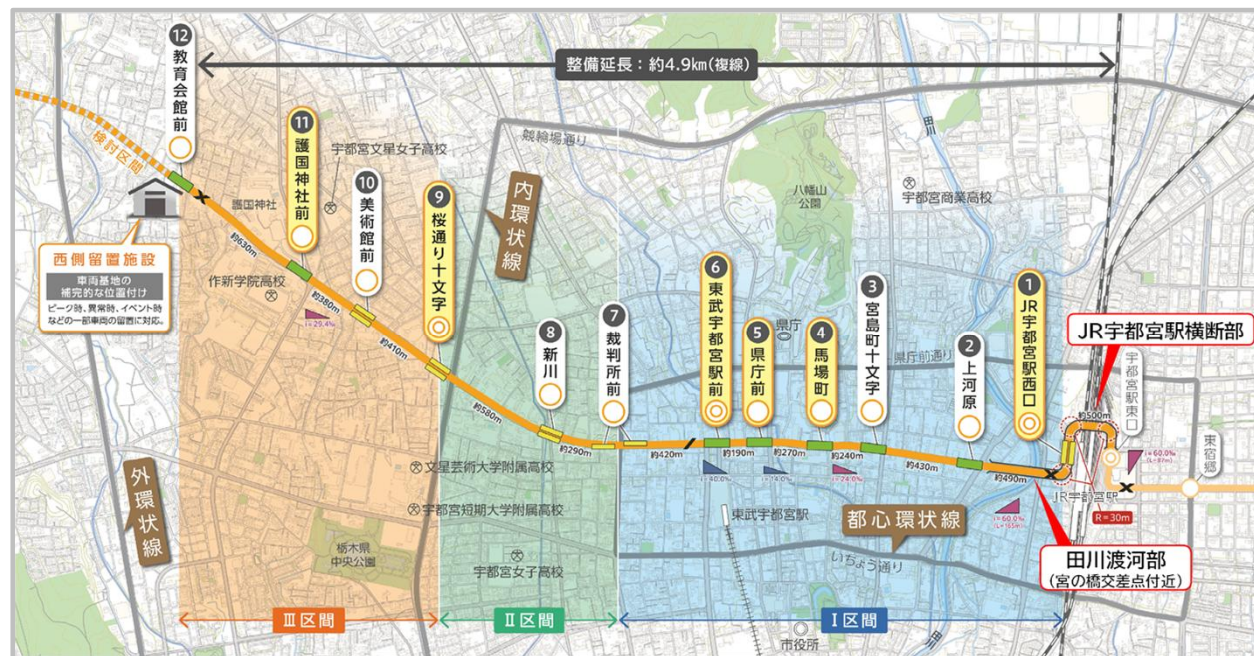 整備延長：約4.9km(複線)
12
教育会館前
検討区間
西側留置施設
車両基地の
補完的な位置付け
ピーク時、異常時、イベント時
などの一部車両の留置に対応。
護国神社
約630m
11
護国神社前
宇都宮文星女子高校
作新学院高校
約380m
i=29.4‰
10
美術館前
約410m
9
桜通り十文字
内環状線
競輪場通り
約580m
8
新川
約290m
7
裁判所前
約420m
6
東武宇都宮駅前
約190m
i=40.0‰
5
県庁前
県庁
約270m
i=14.0‰
4
馬場町
約240m
i=24.0‰
3
宮島町十文字
県庁前通り
約430m
2
上河原
約490m
i=60.0‰
(L=165m)
1
JR宇都宮駅西口
八幡山
公園
宇都宮商業高校
田川
JR宇都宮駅横断部
約500m
宇都宮駅東口
東宿郷
i=60.0‰
(L=87m)
JR宇都宮駅
R=30m
田川渡河部
(宮の橋交差点付近)
外環状線
文星芸術大学附属高校
宇都宮短期大学附属高校
栃木県
中央公園
宇都宮女子高校
東武宇都宮駅
都心環状線
いちょう通り
田川
市役所
Ⅲ区間
Ⅱ区間
Ⅰ区間